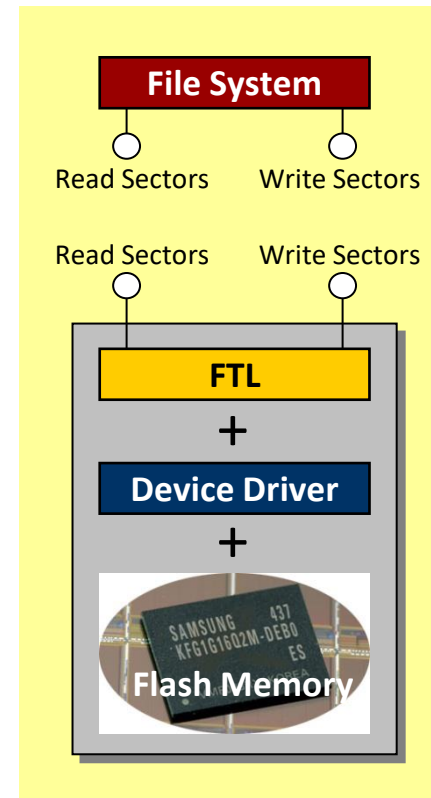 File System
Read Sectors Write Sectors
Read Sectors Write Sectors
FTL
+
Device Driver
+
SAMSUNG 437
KFG1G1602M-DEB0
ES
Flash Memory